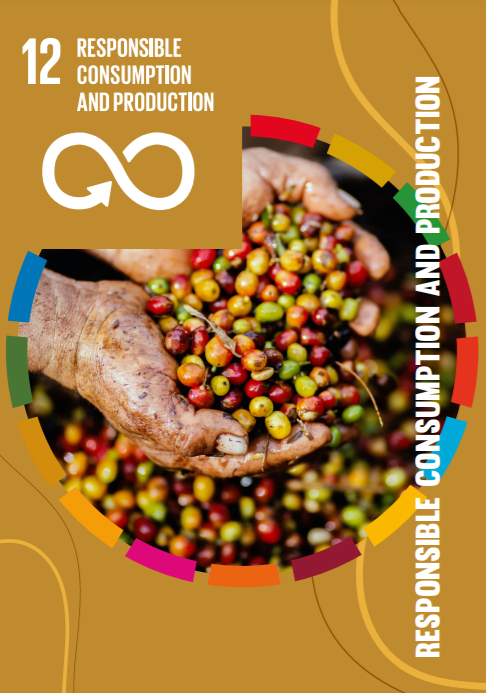 12
RESPONSIBLE
CONSUMPTION
AND PRODUCTION
RESPONSIBLE CONSUMPTION AND PRODUCTION